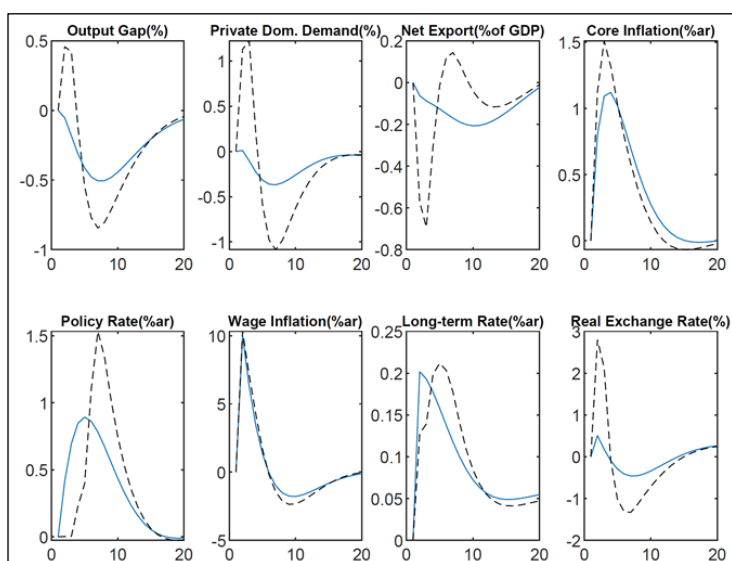 Output Gap(%) Private Dom. Demand(%) Net Export(%of GDP) Core Inflation(%ar)
0.5 1 0.2 1.5
0 0.5 0 1
-0.5 0 -0.2 0.5
-1 -0.5 -0.4 0
-1 -0.6
-0.8
0 10 20 0 10 20 0 10 20 0 10 20
Policy Rate(%ar) Wage Inflation(%ar) Long-term Rate(%ar) Real Exchange Rate(%)
1.5 10 0.25 3
1 5 0.2 2
0.5 0 0.15 1
0 -5 0.1 0
0.05 -1
0 -2
0 10 20 0 10 20 0 10 20 0 10 20